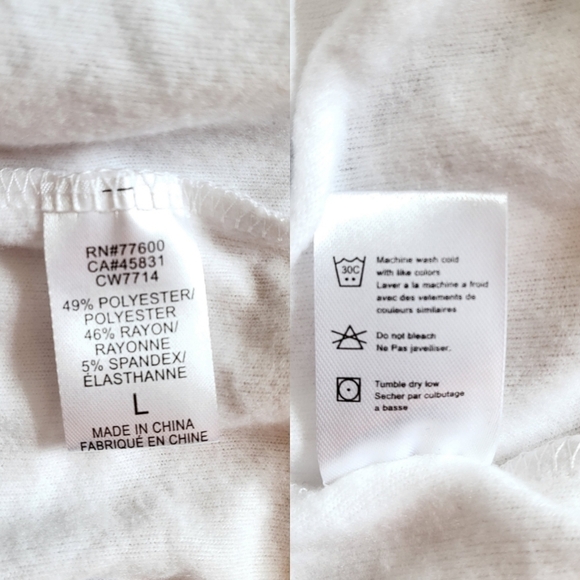 RN#77600
CA#45831
CW7714
49% POLYESTER/
POLYESTER
46% RAYON/
RAYONNE
5% SPANDEX/
ÉLASTHANNE
L
MADE IN CHINA
FABRIQUÉ EN CHINE
30C
Machine wash cold
with like colors
Laver a la machine a froid
avec des vetements de
couleurs similaires
Do not bleach
Ne Pas javeiliser.
Tumble dry low
Secher par culbutage
a basse